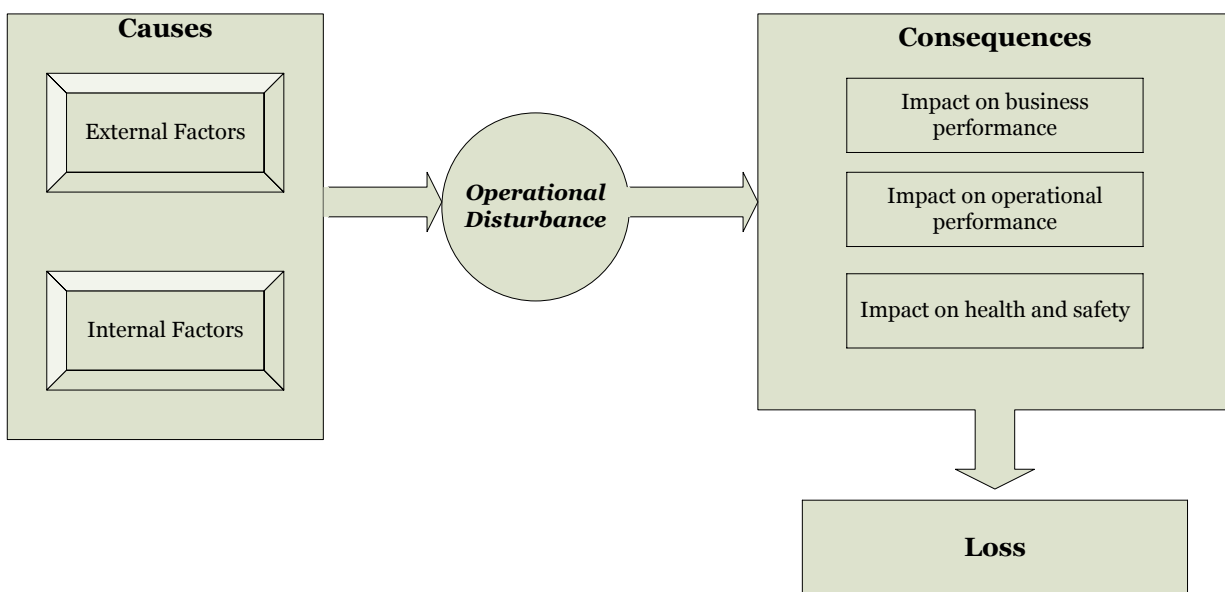 Causes
External Factors
Internal Factors
Operational
Disturbance
Consequences
Impact on business
performance
Impact on operational
performance
Impact on health and safety
Loss